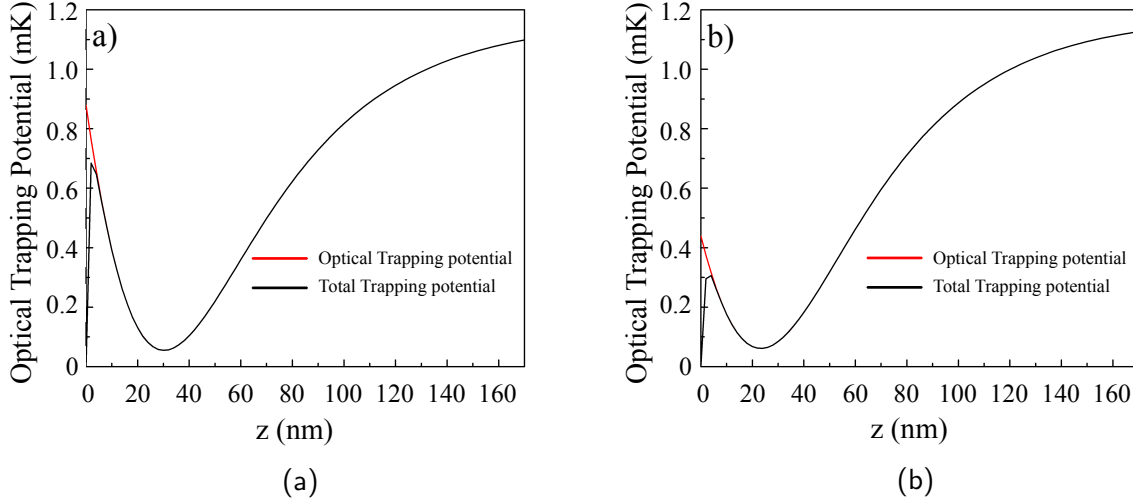 a)
Optical Trapping Potential (mK)
1.2
1.0
0.8
0.6
0.4
0.2
0
Optical Trapping potential
Total Trapping potential
0 20 40 60 80 100 120 140 160
z (nm)
(a)
b)
Optical Trapping Potential (mK)
1.2
1.0
0.8
0.6
0.4
0.2
0
Optical Trapping potential
Total Trapping potential
0 20 40 60 80 100 120 140 160
z (nm)
(b)